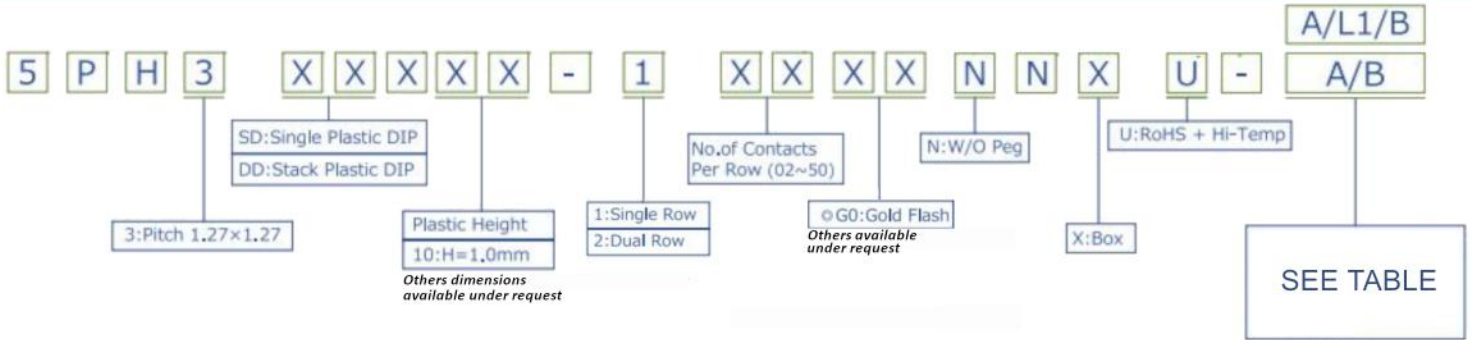 A/L1/B
5 P H 3 X X X X X - 1 X X X X N N X U - A/B
SD:Single Plastic DIP
DD:Stack Plastic DIP
No.of Contacts
Per Row (02~50)
N:W/O Peg
U:RoHS + Hi-Temp
3:Pitch 1.27×1.27
Plastic Height
10:H=1.0mm
Others dimensions
available under request
1:Single Row
2:Dual Row
◎G0:Gold Flash
Others available
under request
X:Box
SEE TABLE